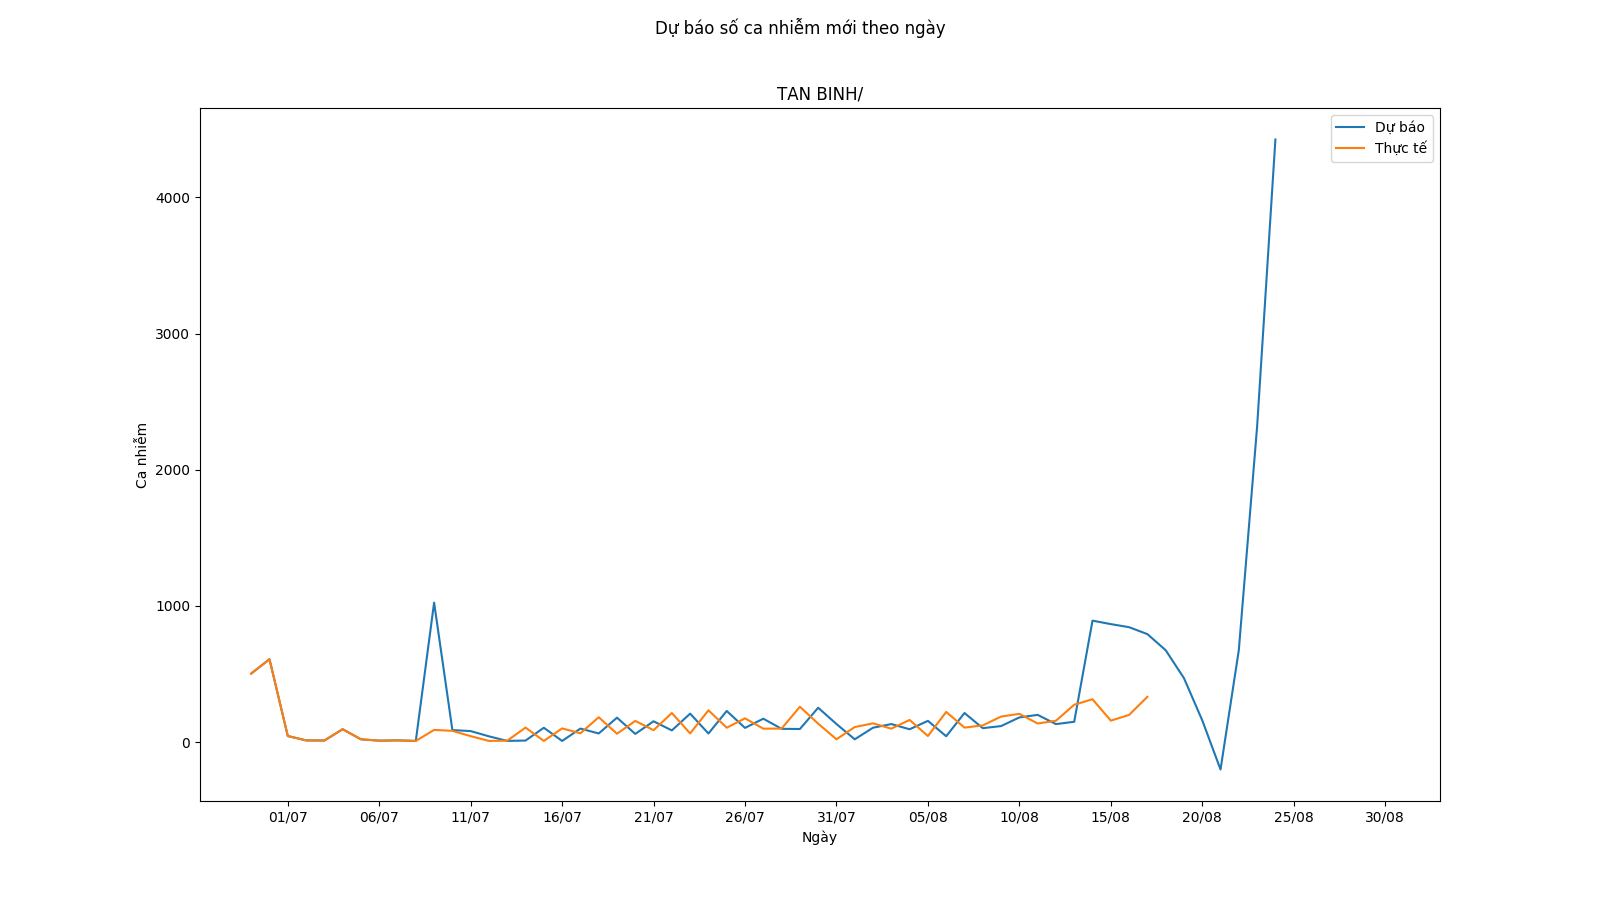 Dự báo số ca nhiễm mới theo ngày
TAN BINH/
Dự báo
Thực tế
4000
3000
2000
1000
0
Ca nhiễm
01/07 06/07 11/07 16/07 21/07 26/07 31/07 05/08 10/08 15/08 20/08 25/08 30/08
Ngày